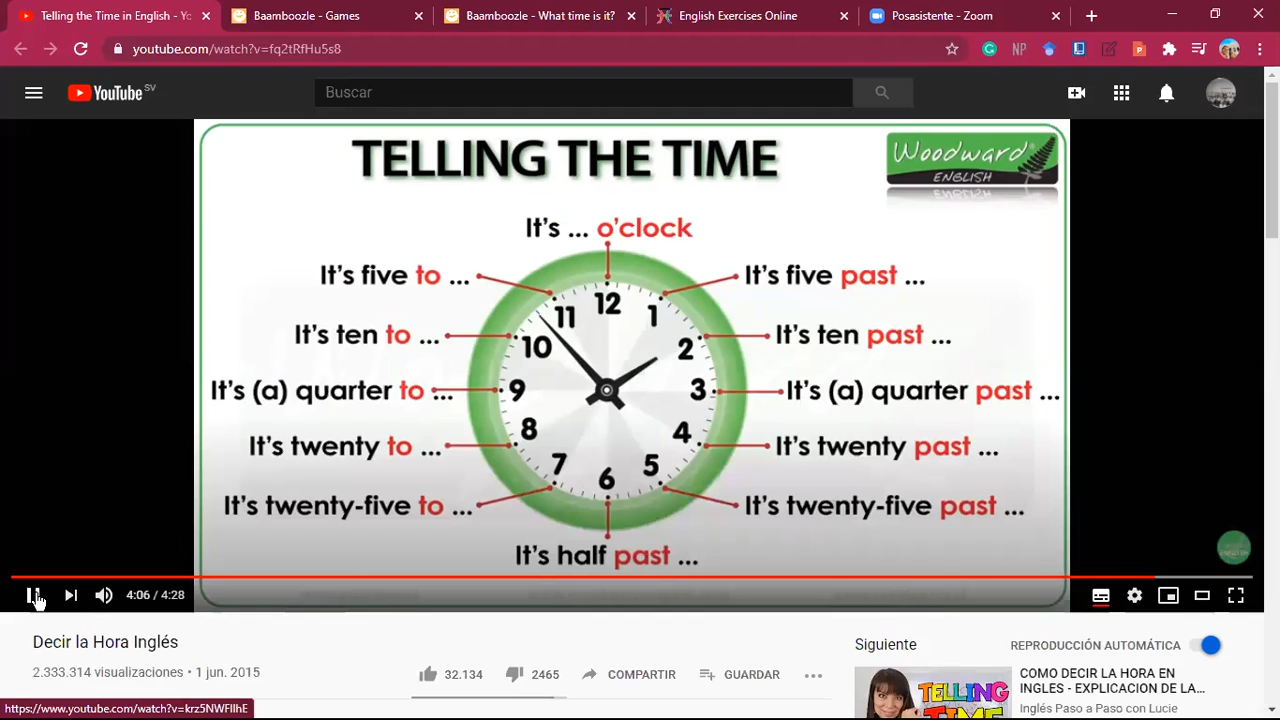 Telling the Time in English - Yo
Baamboozle - Games
Baamboozle - What time is it?
English Exercises Online
Posasistente - Zoom
youtube.com/watch?v=fq2tRfHu5s8
NP
YouTube SV
Buscar
TELLING THE TIME
Woodward®
ENGLISH
It's ... o'clock
It's five to ...
It's five past ...
It's ten to ...
It's ten past ...
It's (a) quarter to ...
It's (a) quarter past ...
It's twenty to ...
It's twenty past ...
It's twenty-five to ...
It's twenty-five past ...
It's half past ...
12
1
2
3
4
5
6
7
8
9
10
11
ENGLISH
4:06 / 4:28
Decir la Hora Inglés
2.333.314 visualizaciones • 1 jun. 2015
32.134
2465
COMPARTIR
GUARDAR
Siguiente
REPRODUCCIÓN AUTOMÁTICA
TELLING
TIME
COMO DECIR LA HORA EN
INGLES - EXPLICACION DE LA...
Inglés Paso a Paso con Lucie
https://www.youtube.com/watch?v=krz5NWFIlhE